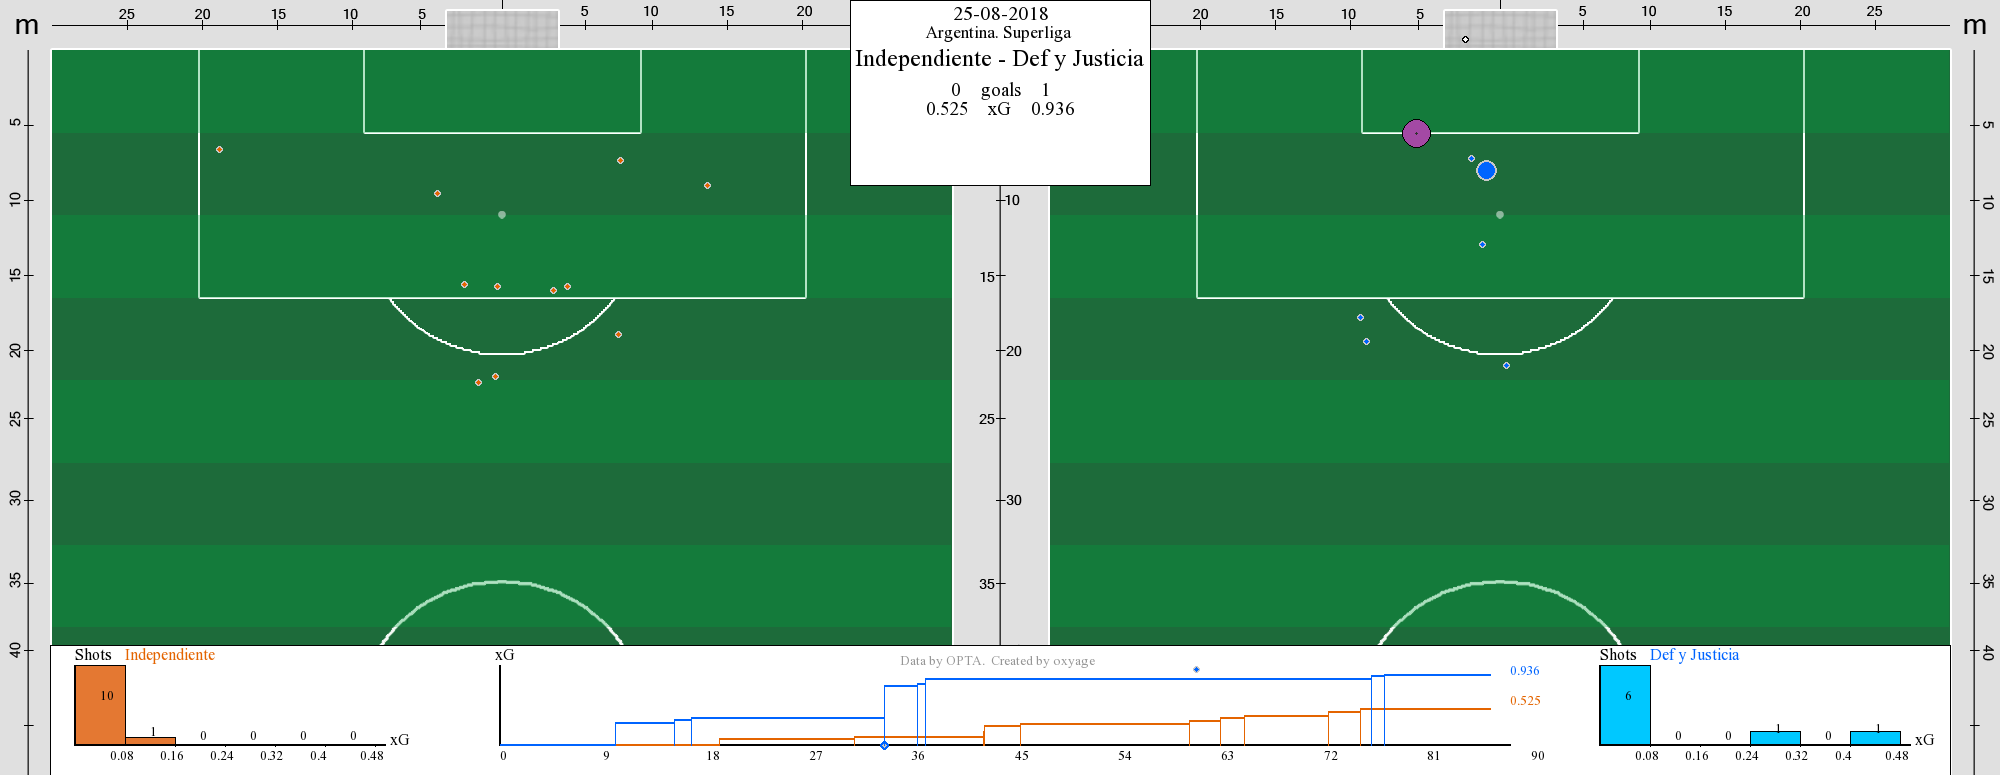 m 25 20 15 10 5 5 10 15 20
25-08-2018
Argentina. Superliga
Independiente - Def y Justicia
0 goals 1
0.525 xG 0.936
20 15 10 5 5 10 15 20 25 m
5 5
10 10 10
15 15 15
20 20 20
25 25 25
30 30 30
35 35 35
40 40
Shots Independiente
10
1 0 0 0 0
xG
0.08 0.16 0.24 0.32 0.4 0.48
xG
Data by OPTA. Created by oxyage
0.936
0.525
0 9 18 27 36 45 54 63 72 81 90
Shots Def y Justicia
6
0 0 1 0 1
xG
0.08 0.16 0.24 0.32 0.4 0.48